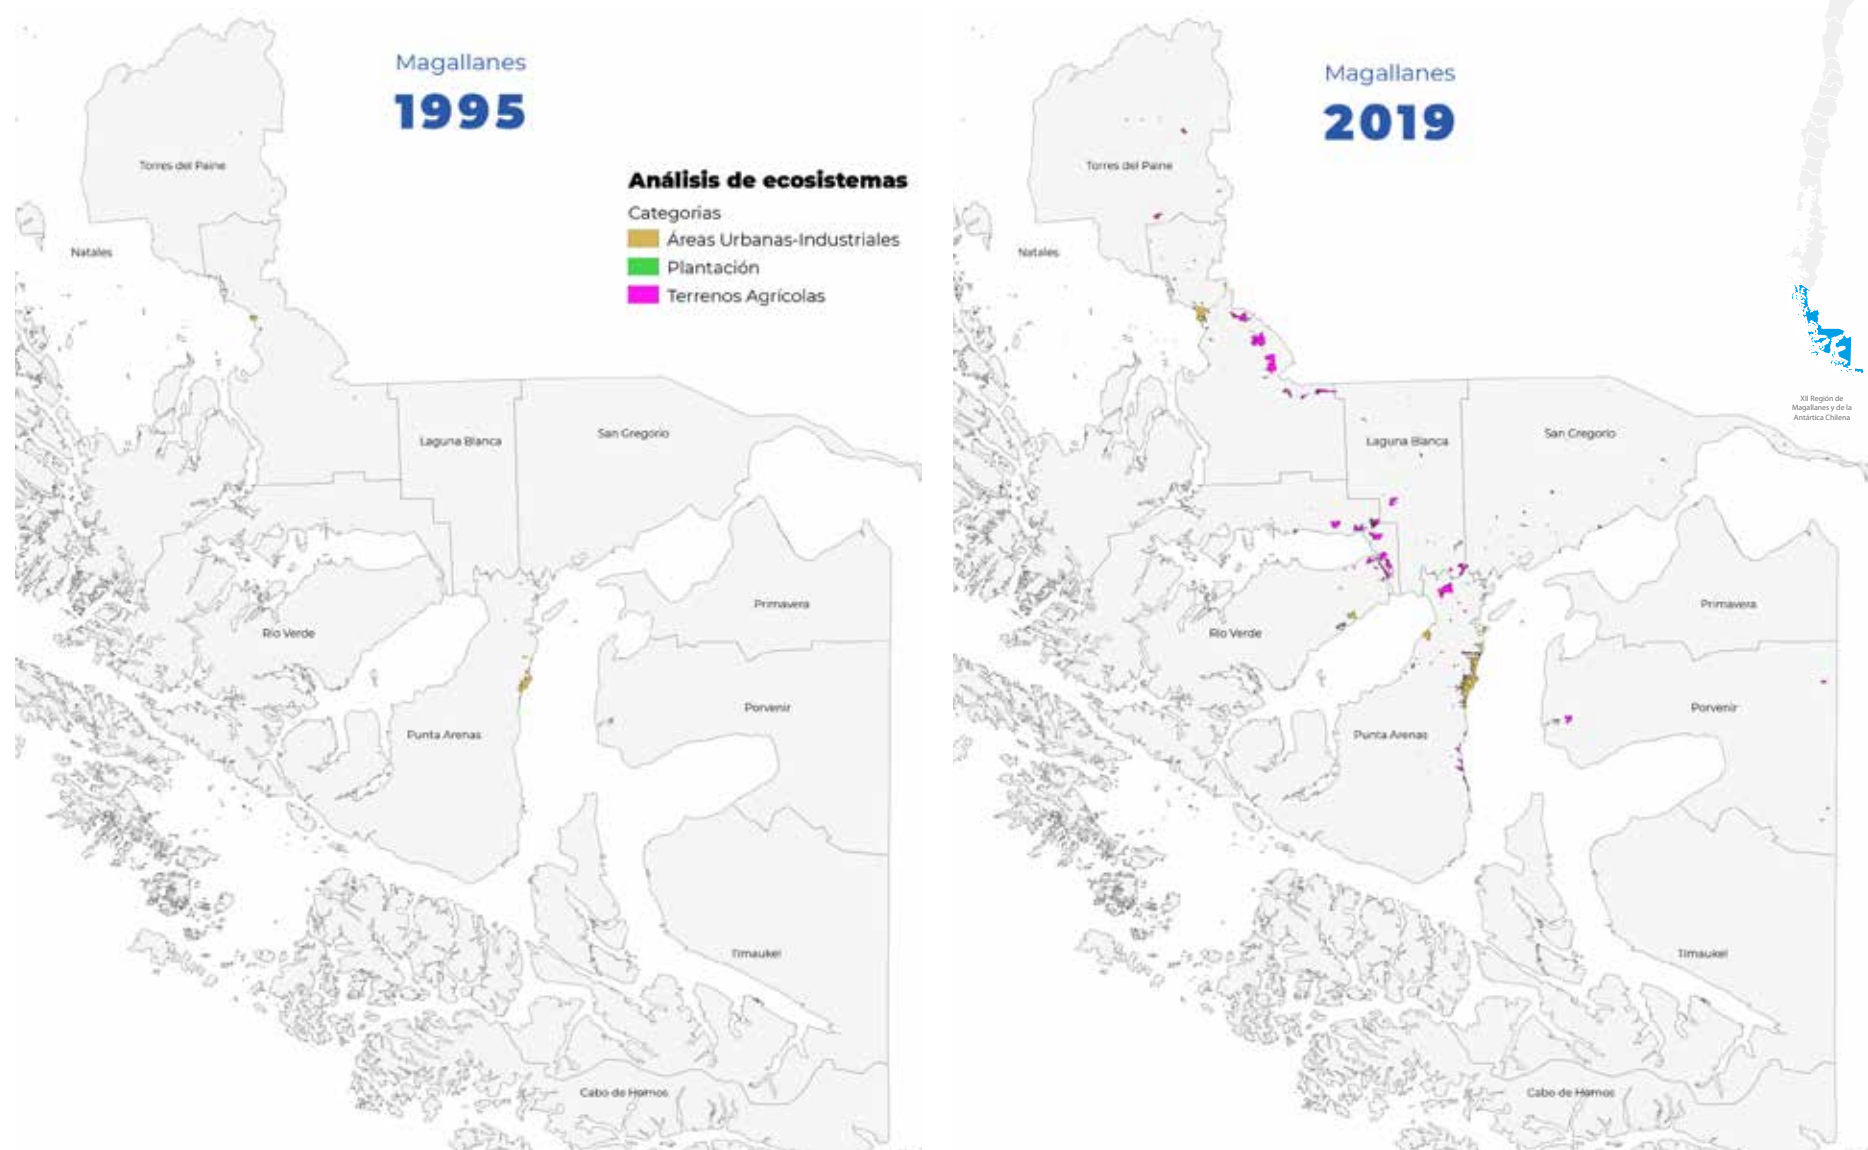 Magallanes
1995
Análisis de ecosistemas
Categorias
Áreas Urbanas-Industriales
Plantación
Terrenos Agrícolas
Torres del Paine
Natales
Laguna Blanca
San Gregorio
Primavera
Río Verde
Porvenir
Punta Arenas
Timaukel
Cabo de Hornos
Magallanes
2019
Torres del Paine
Natales
Laguna Blanca
San Gregorio
Primavera
Río Verde
Porvenir
Punta Arenas
Timaukel
Cabo de Hornos
XII Región de
Magallanes y de la
Antártica Chilena